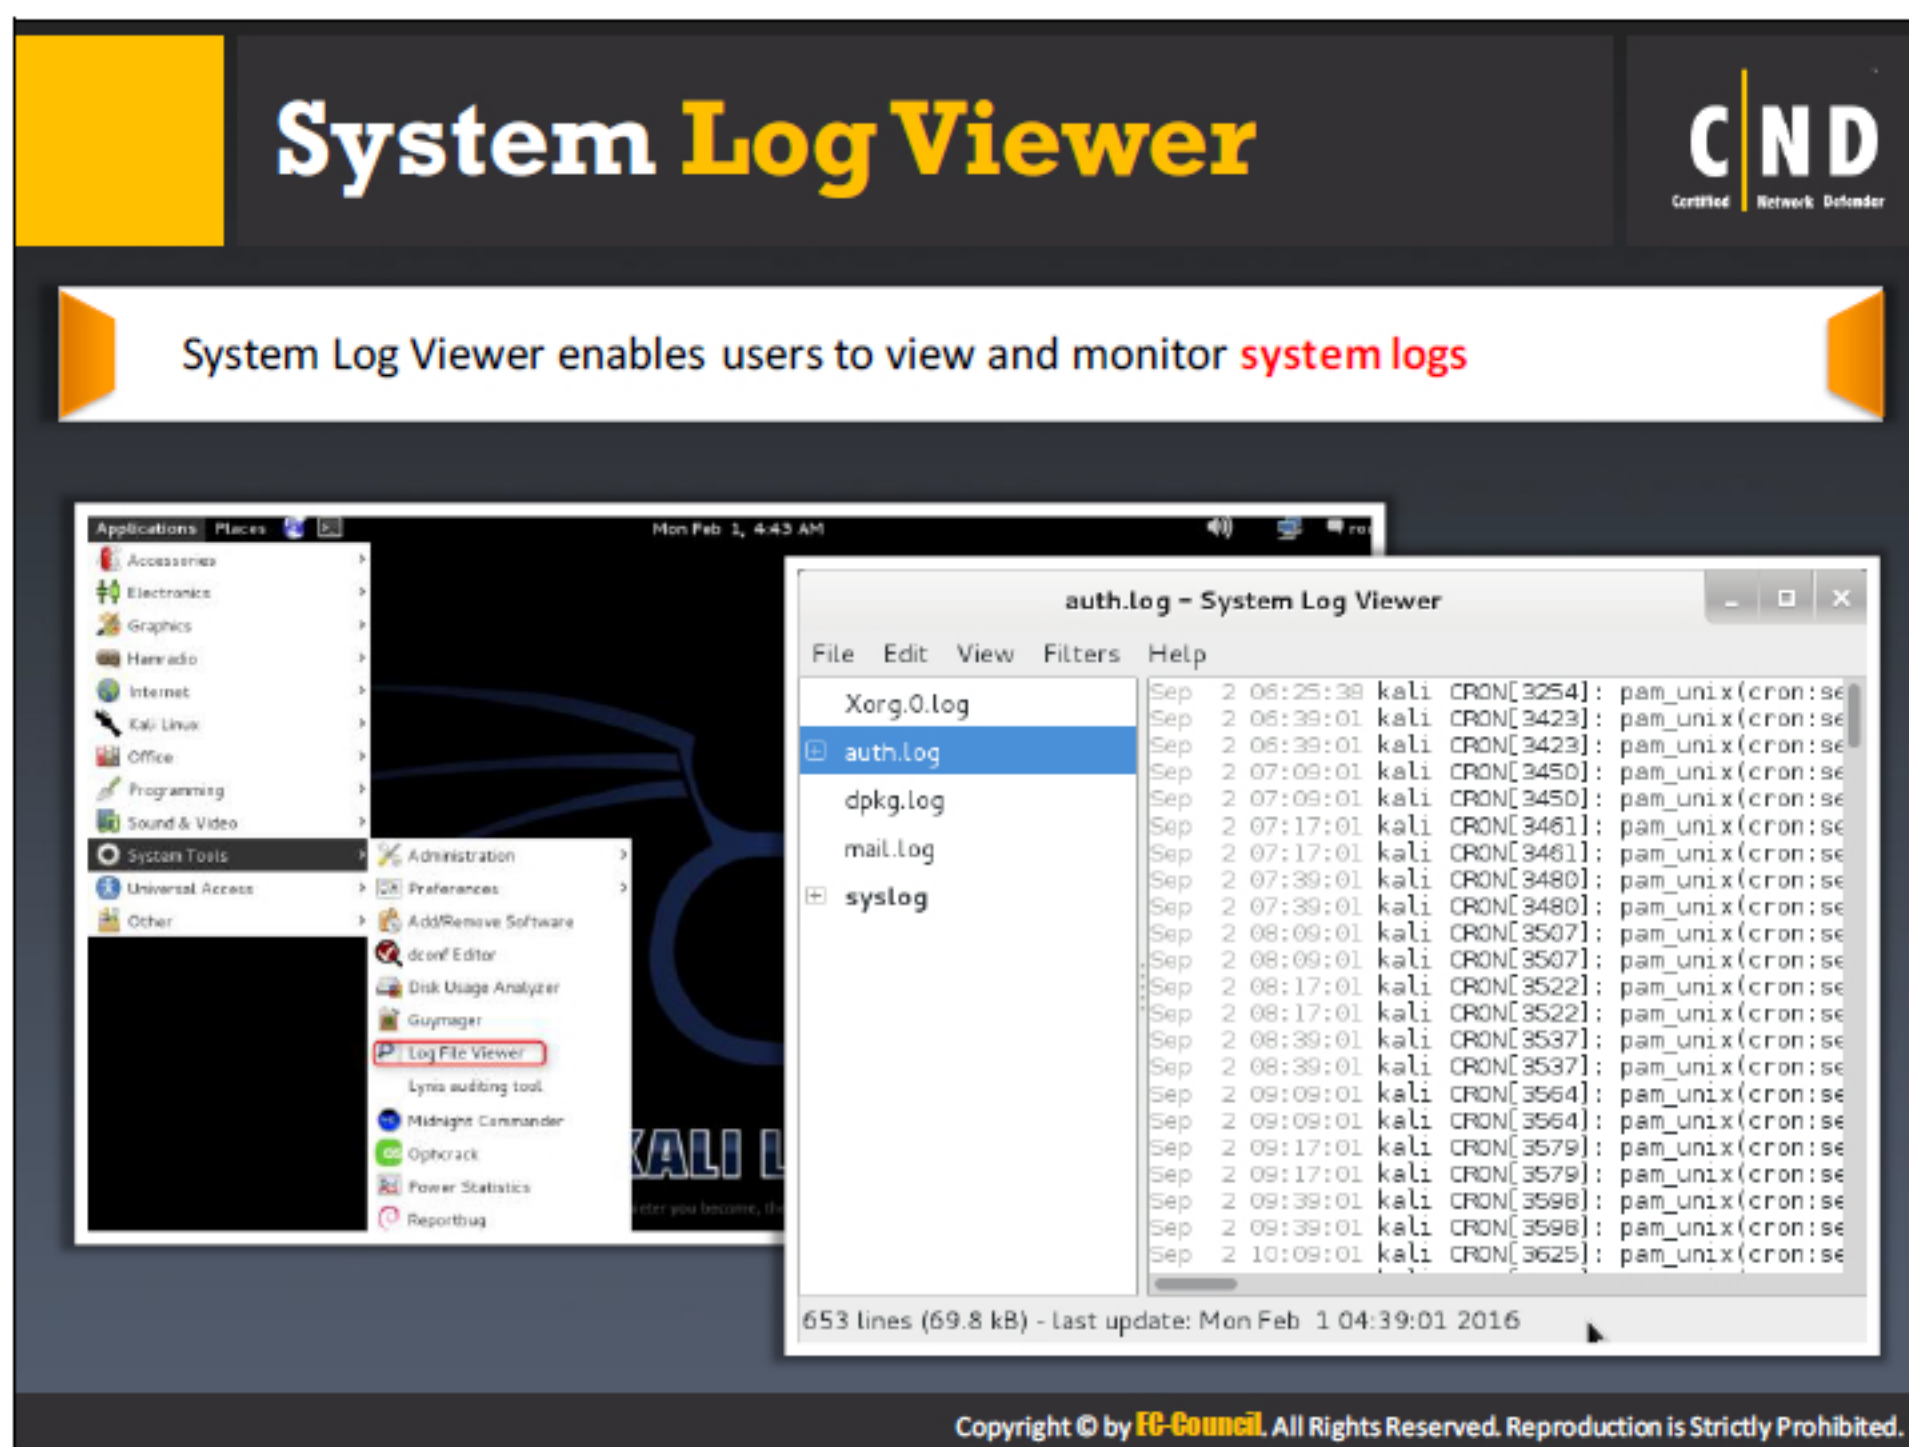 System Log Viewer
C N D
Certified Network Defender
System Log Viewer enables users to view and monitor system logs
Applications Places
Mon Feb 1, 4:43 AM
Accessories
Electronics
Graphics
Hamradio
Internet
Kali Linux
Office
Programming
Sound & Video
System Tools
Universal Access
Other
Administration
Preferences
Add/Remove Software
dconf Editor
Disk Usage Analyzer
Guymager
Log File Viewer
Lynis auditing tool
Midnight Commander
Ophcrack
Power Statistics
Reportbug
KALI L
you become, the
auth.log – System Log Viewer
File Edit View Filters Help
Xorg.0.log
auth.log
dpkg.log
mail.log
syslog
Sep 2 06:25:38 kali CRON[3254]: pam_unix(cron:se
Sep 2 06:39:01 kali CRON[3423]: pam_unix(cron:se
Sep 2 06:39:01 kali CRON[3423]: pam_unix(cron:se
Sep 2 07:09:01 kali CRON[3450]: pam_unix(cron:se
Sep 2 07:09:01 kali CRON[3450]: pam_unix(cron:se
Sep 2 07:17:01 kali CRON[3461]: pam_unix(cron:se
Sep 2 07:17:01 kali CRON[3461]: pam_unix(cron:se
Sep 2 07:39:01 kali CRON[3480]: pam_unix(cron:se
Sep 2 07:39:01 kali CRON[3480]: pam_unix(cron:se
Sep 2 08:09:01 kali CRON[3507]: pam_unix(cron:se
Sep 2 08:09:01 kali CRON[3507]: pam_unix(cron:se
Sep 2 08:17:01 kali CRON[3522]: pam_unix(cron:se
Sep 2 08:17:01 kali CRON[3522]: pam_unix(cron:se
Sep 2 08:39:01 kali CRON[3537]: pam_unix(cron:se
Sep 2 08:39:01 kali CRON[3537]: pam_unix(cron:se
Sep 2 09:09:01 kali CRON[3564]: pam_unix(cron:se
Sep 2 09:09:01 kali CRON[3564]: pam_unix(cron:se
Sep 2 09:17:01 kali CRON[3579]: pam_unix(cron:se
Sep 2 09:17:01 kali CRON[3579]: pam_unix(cron:se
Sep 2 09:39:01 kali CRON[3598]: pam_unix(cron:se
Sep 2 09:39:01 kali CRON[3598]: pam_unix(cron:se
Sep 2 10:09:01 kali CRON[3625]: pam_unix(cron:se
653 lines (69.8 kB) - last update: Mon Feb 1 04:39:01 2016
Copyright © by EC-Council. All Rights Reserved. Reproduction is Strictly Prohibited.